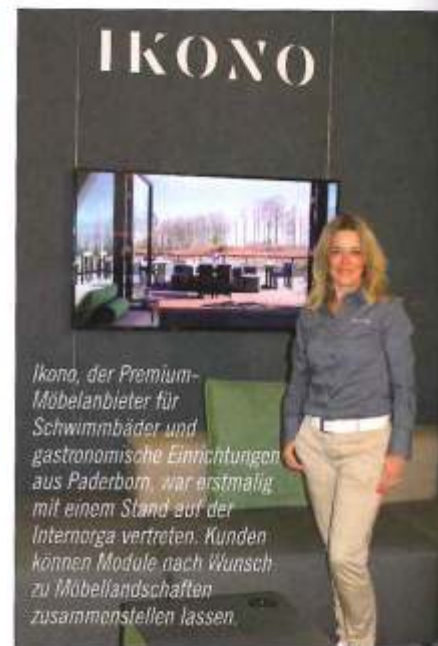 IKONO
Ikono, der Premium-
Möbelanbieter für
Schwimmbäder und
gastronomische Einrichtungen
aus Paderborn, war erstmalig
mit einem Stand auf der
Internorga vertreten. Kunden
können Module nach Wunsch
zu Möbellandschaften
zusammenstellen lassen.